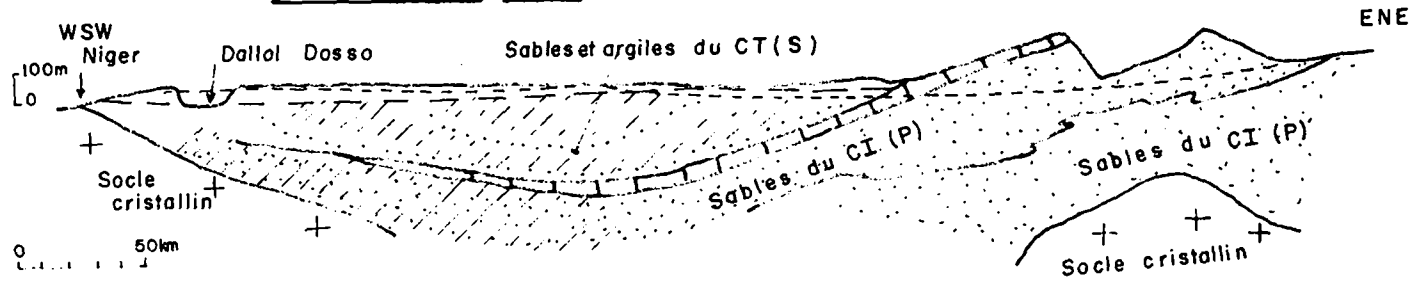 WSW
ENE
Niger
Dallol Dosso
Sables et argiles du CT (S)
100m
0
Sables du CI (P)
Sables du CI (P)
Socle
cristallin
0 50km
Socle cristallin